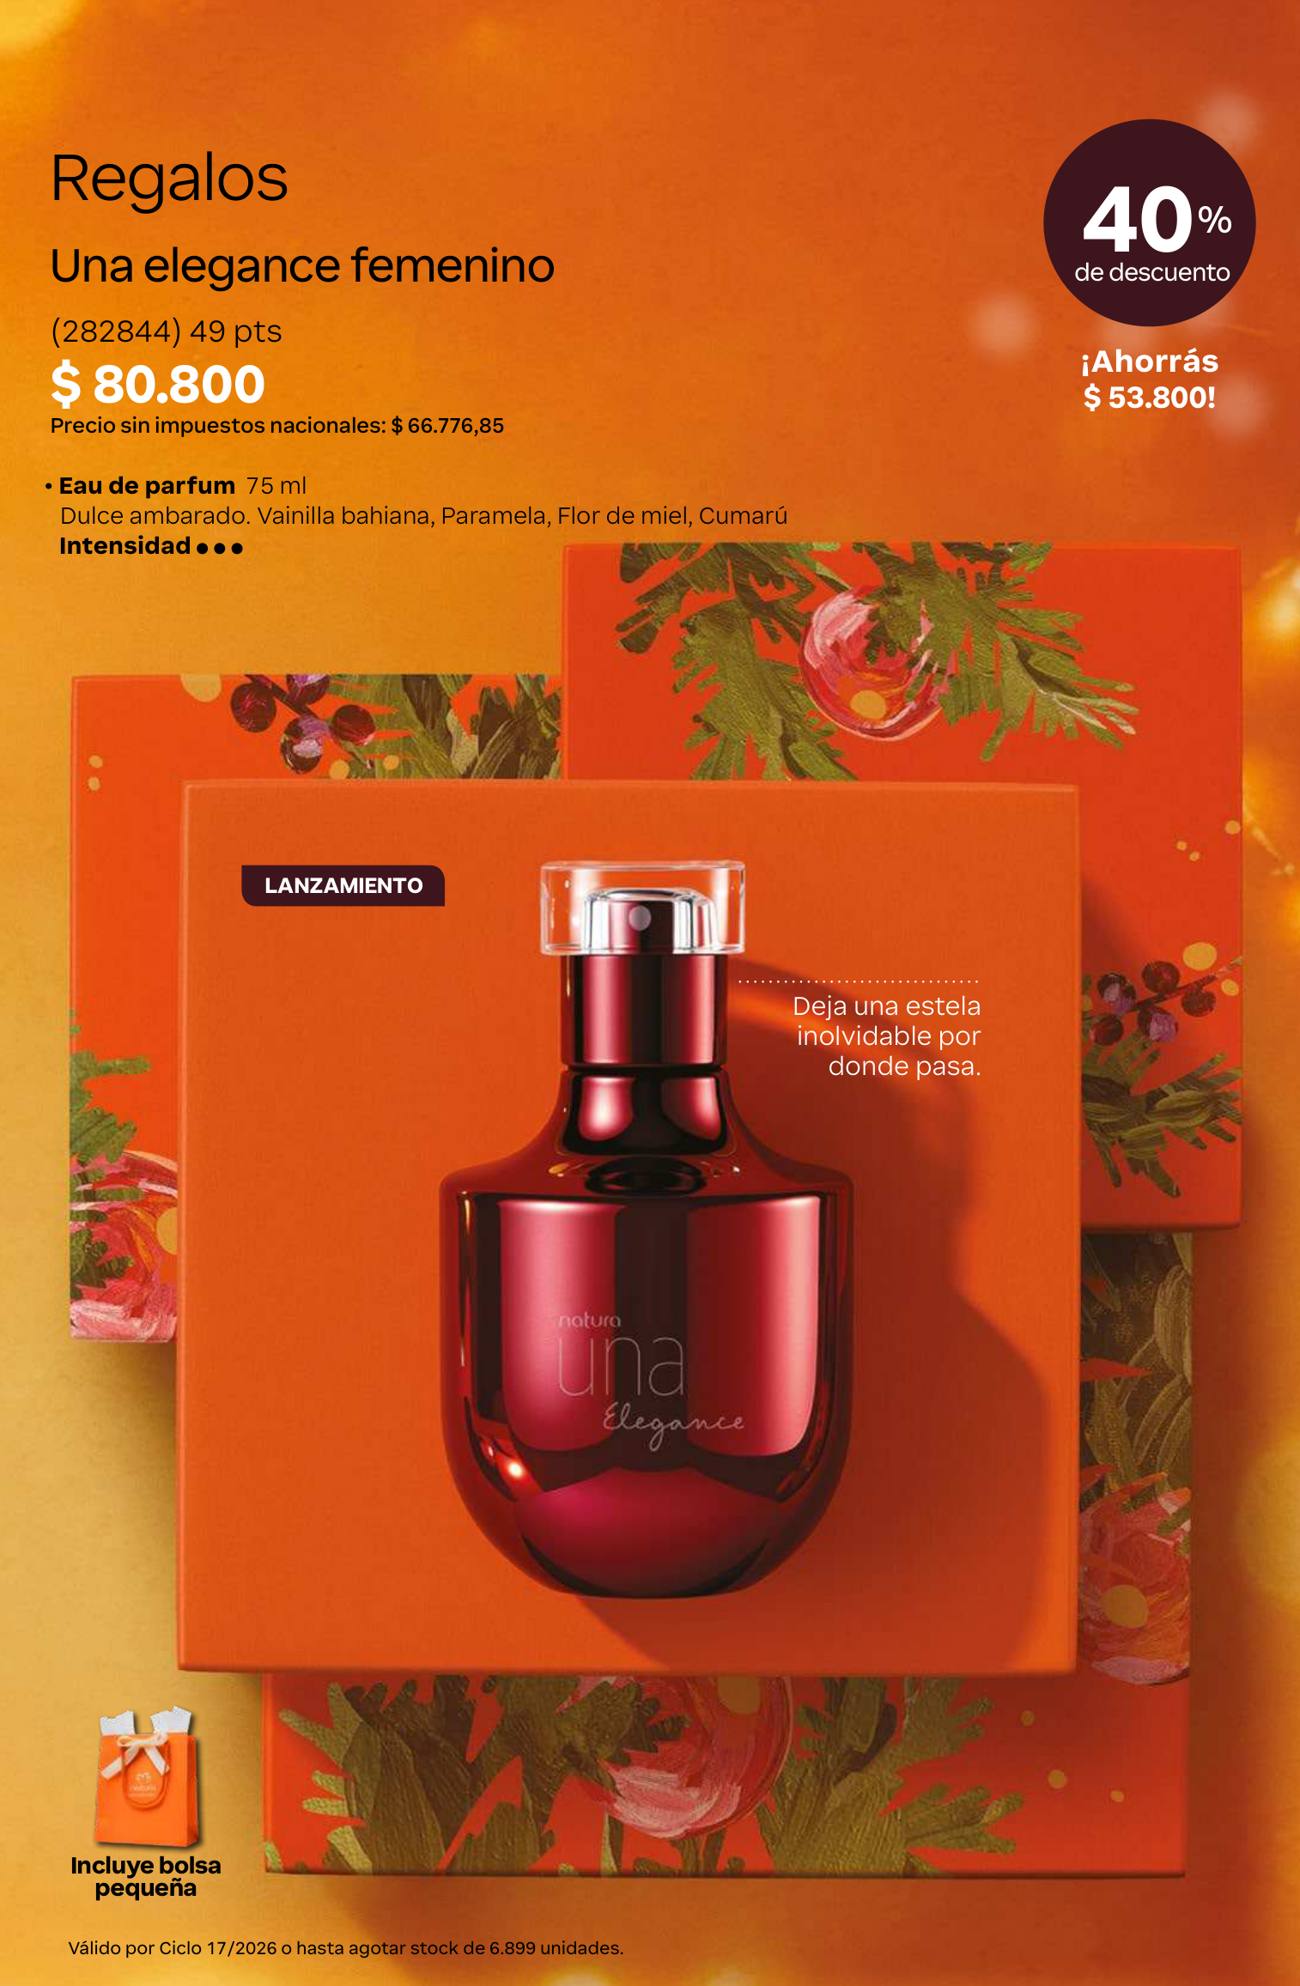 Regalos
Una elegance femenino
(282844) 49 pts
$ 80.800
Precio sin impuestos nacionales: $ 66.776,85
• Eau de parfum 75 ml
Dulce ambarado. Vainilla bahiana, Paramela, Flor de miel, Cumarú
Intensidad ●●●
40%
de descuento
¡Ahorrás
$ 53.800!
LANZAMIENTO
Deja una estela
inolvidable por
donde pasa.
natura
una
Elegance
natura
Incluye bolsa
pequeña
Válido por Ciclo 17/2026 o hasta agotar stock de 6.899 unidades.